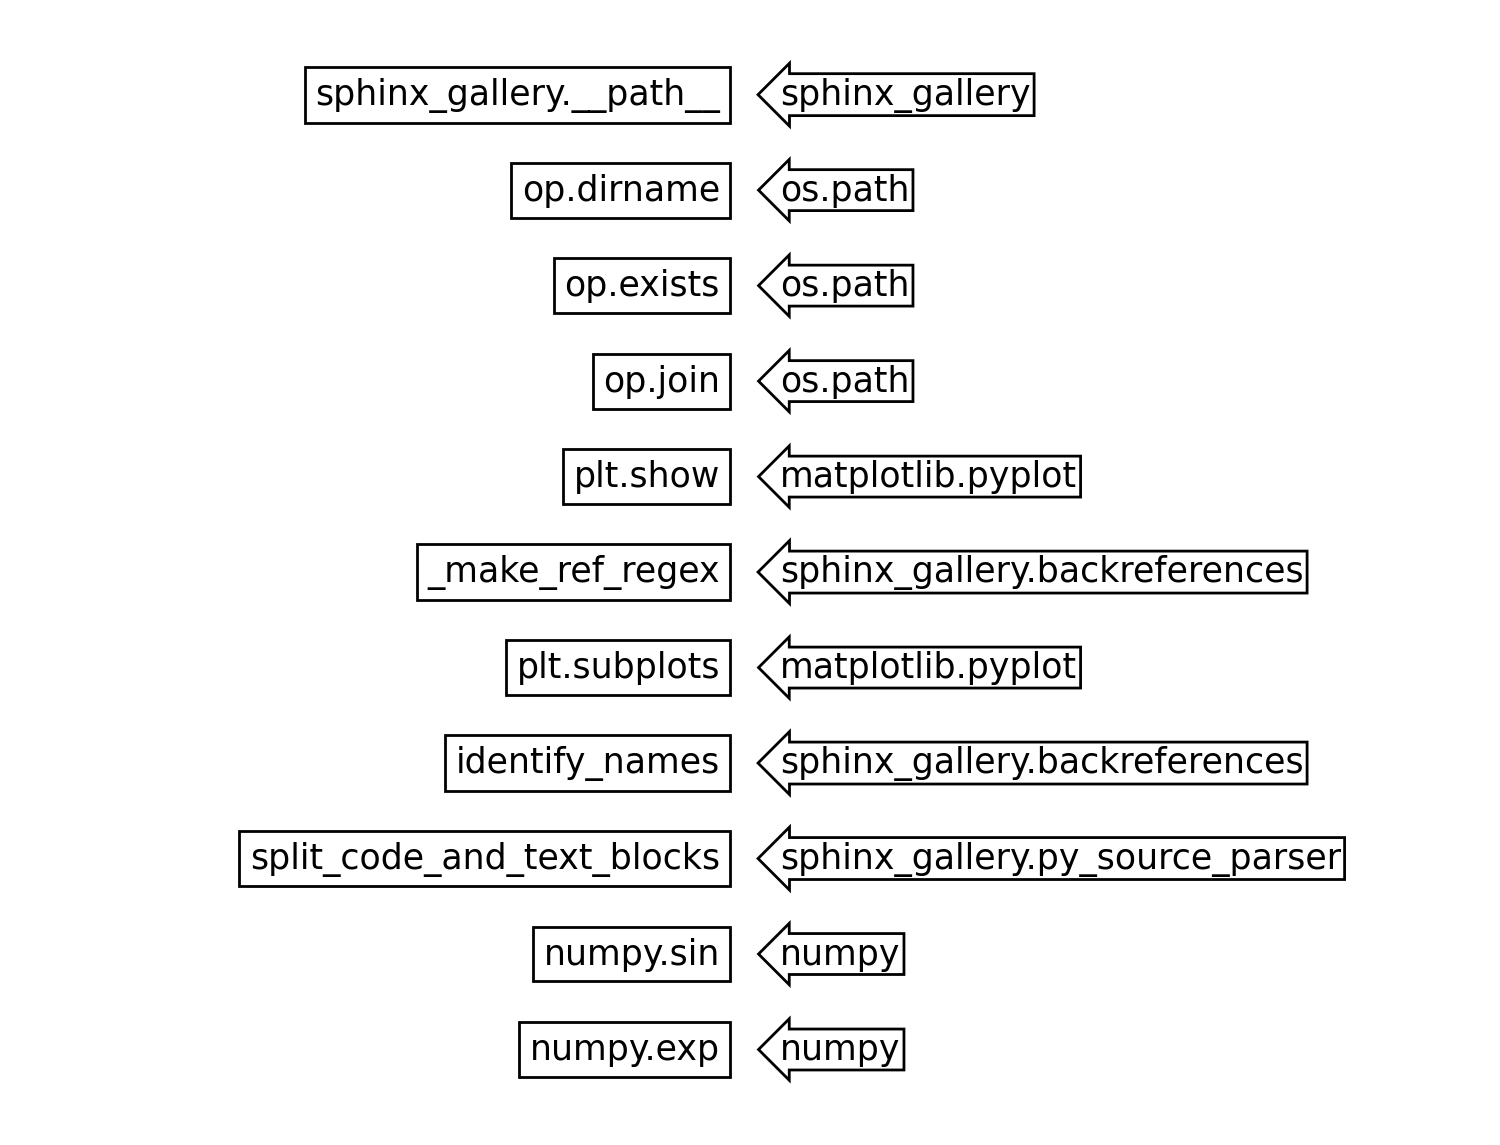 sphinx_gallery.__path__ sphinx_gallery
op.dirname os.path
op.exists os.path
op.join os.path
plt.show matplotlib.pyplot
_make_ref_regex sphinx_gallery.backreferences
plt.subplots matplotlib.pyplot
identify_names sphinx_gallery.backreferences
split_code_and_text_blocks sphinx_gallery.py_source_parser
numpy.sin numpy
numpy.exp numpy